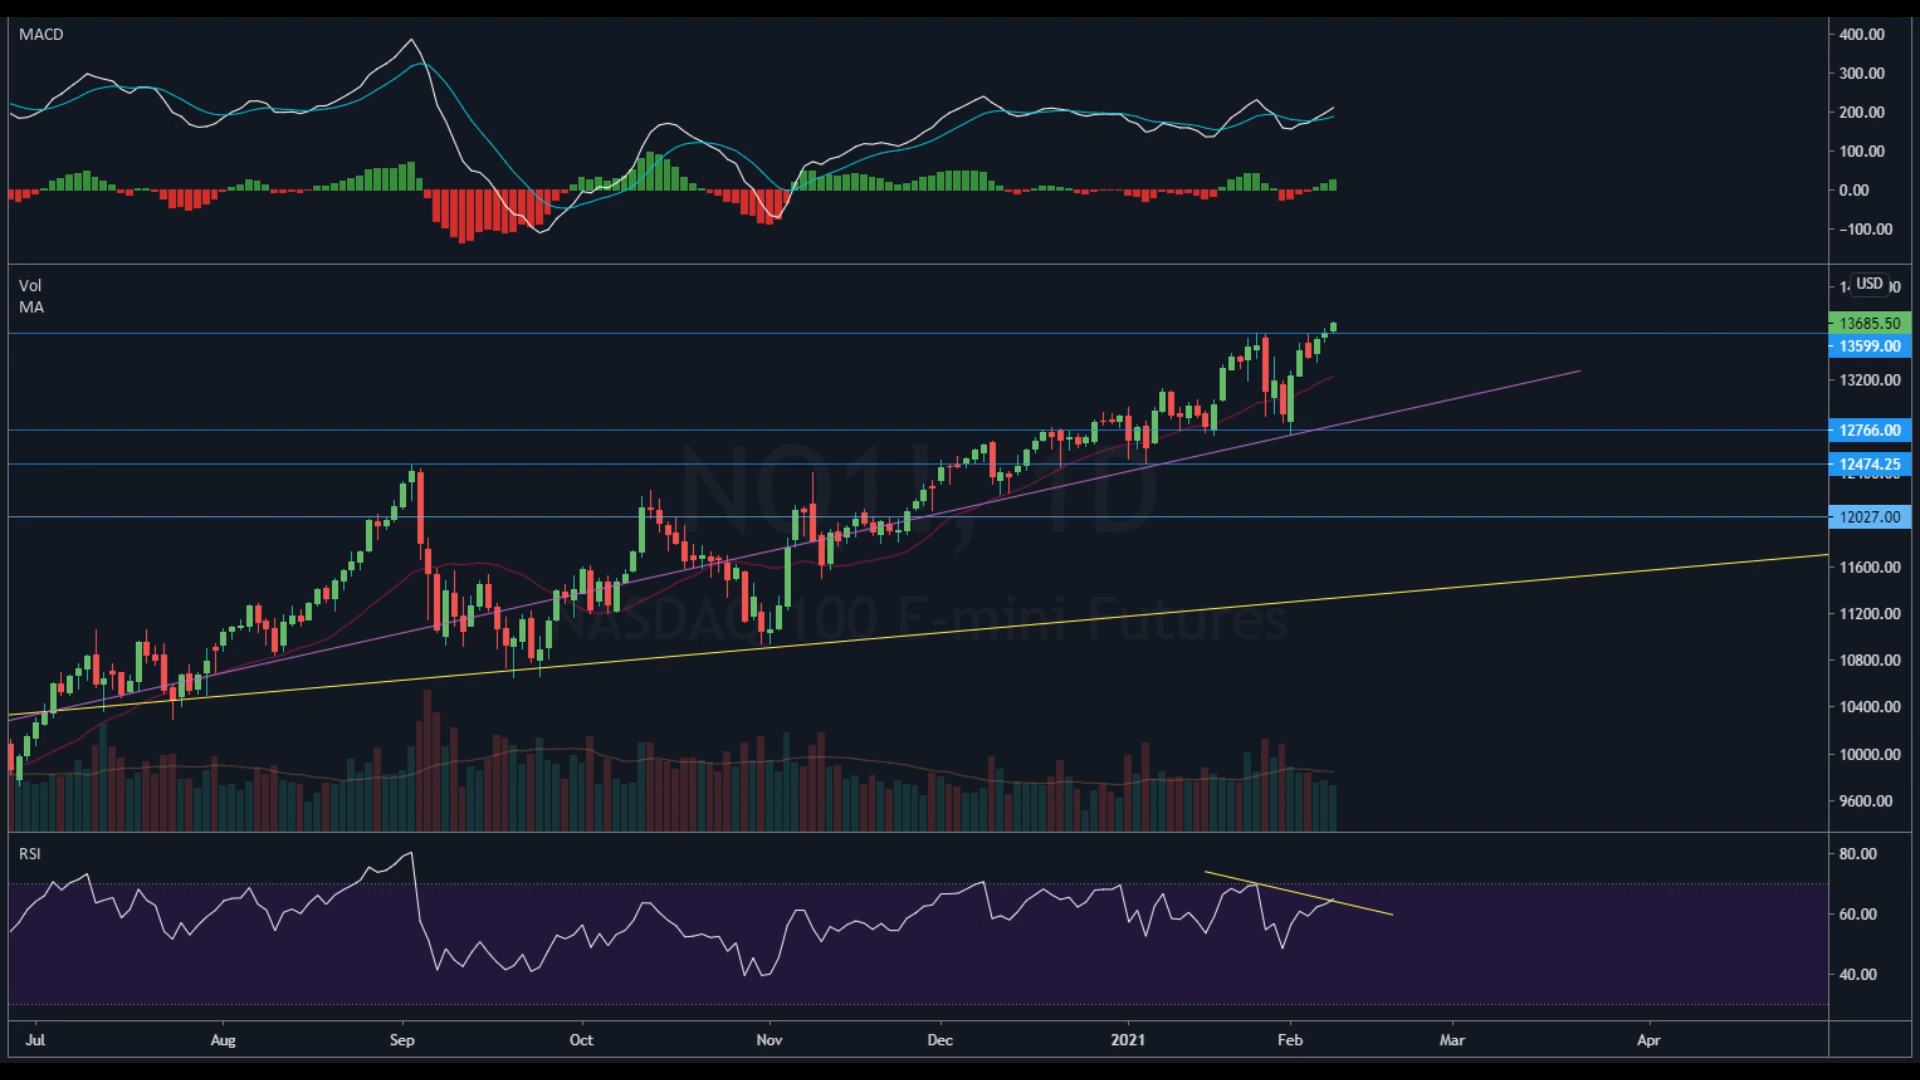 MACD
400.00
300.00
200.00
100.00
0.00
−100.00
Vol
MA
USD
13685.50
13599.00
13200.00
12766.00
12474.25
12027.00
NQ1!, 1D
NASDAQ 100 E-mini Futures
11600.00
11200.00
10800.00
10400.00
10000.00
9600.00
RSI
80.00
60.00
40.00
Jul Aug Sep Oct Nov Dec 2021 Feb Mar Apr